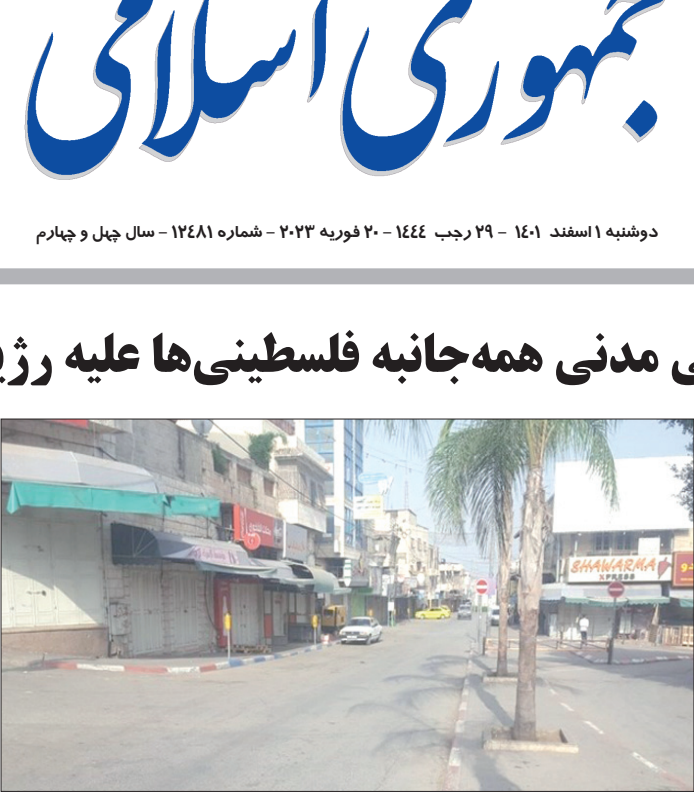 جمهوری اسلامی
دوشنبه ۱ اسفند ۱۴۰۱ – ۲۹ رجب ۱۴۴۴ – ۲۰ فوریه ۲۰۲۳ – شماره ۱۲۴۸۱ – سال چهل و چهارم
مدنی همه‌جانبه فلسطینی‌ها علیه
SHAWARMA
XPRESS